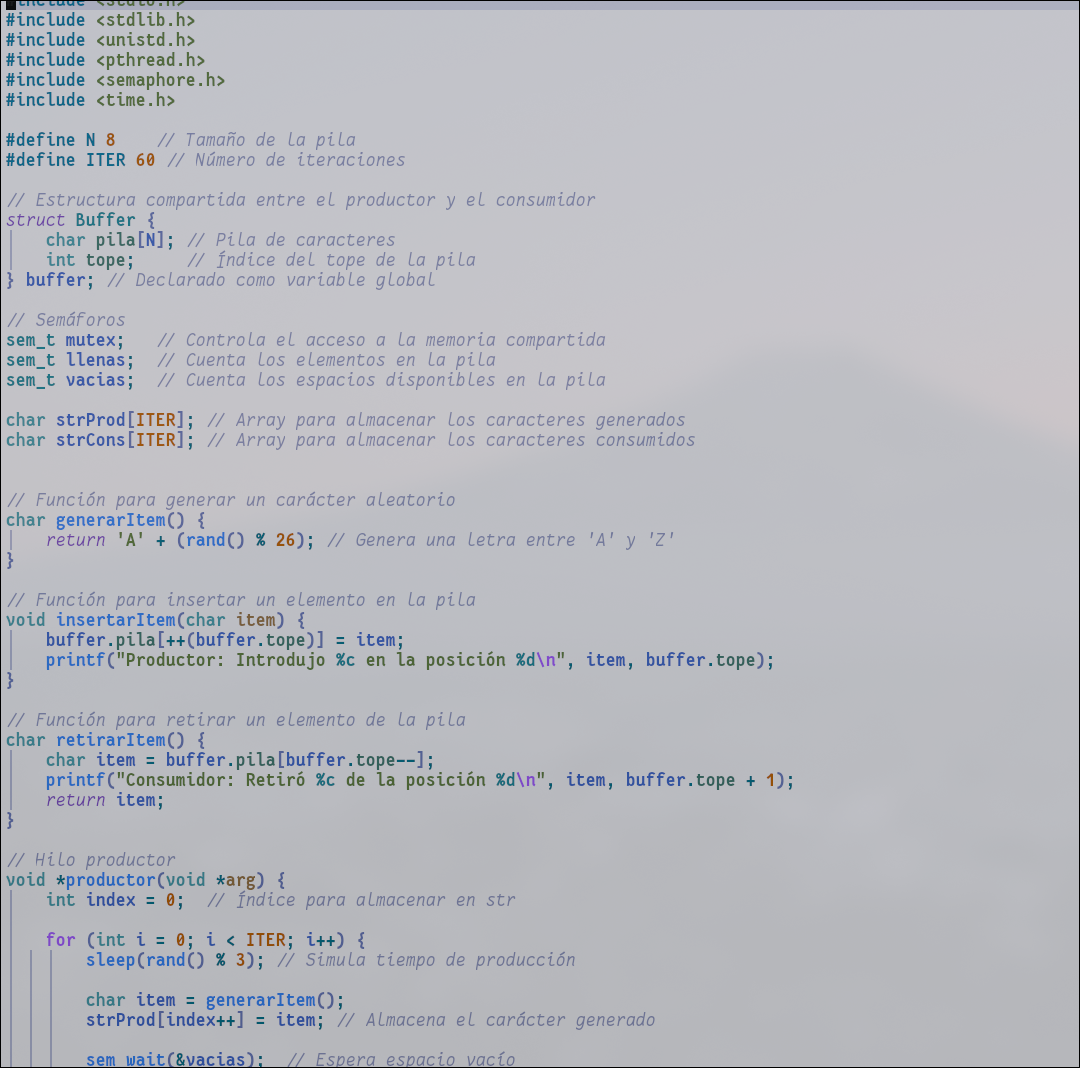 #include <stdio.h>
#include <stdlib.h>
#include <unistd.h>
#include <pthread.h>
#include <semaphore.h>
#include <time.h>

#define N 8    // Tamaño de la pila
#define ITER 60 // Número de iteraciones

// Estructura compartida entre el productor y el consumidor
struct Buffer {
    char pila[N]; // Pila de caracteres
    int tope;     // Índice del tope de la pila
} buffer; // Declarado como variable global

// Semáforos
sem_t mutex;   // Controla el acceso a la memoria compartida
sem_t llenas;  // Cuenta los elementos en la pila
sem_t vacias;  // Cuenta los espacios disponibles en la pila

char strProd[ITER]; // Array para almacenar los caracteres generados
char strCons[ITER]; // Array para almacenar los caracteres consumidos


// Función para generar un carácter aleatorio
char generarItem() {
    return 'A' + (rand() % 26); // Genera una letra entre 'A' y 'Z'
}

// Función para insertar un elemento en la pila
void insertarItem(char item) {
    buffer.pila[++(buffer.tope)] = item;
    printf("Productor: Introdujo %c en la posición %d\n", item, buffer.tope);
}

// Función para retirar un elemento de la pila
char retirarItem() {
    char item = buffer.pila[buffer.tope--];
    printf("Consumidor: Retiró %c de la posición %d\n", item, buffer.tope + 1);
    return item;
}

// Hilo productor
void *productor(void *arg) {
    int index = 0;  // Índice para almacenar en str

    for (int i = 0; i < ITER; i++) {
        sleep(rand() % 3); // Simula tiempo de producción

        char item = generarItem();
        strProd[index++] = item; // Almacena el carácter generado

        sem_wait(&vacias);  // Espera espacio vacío